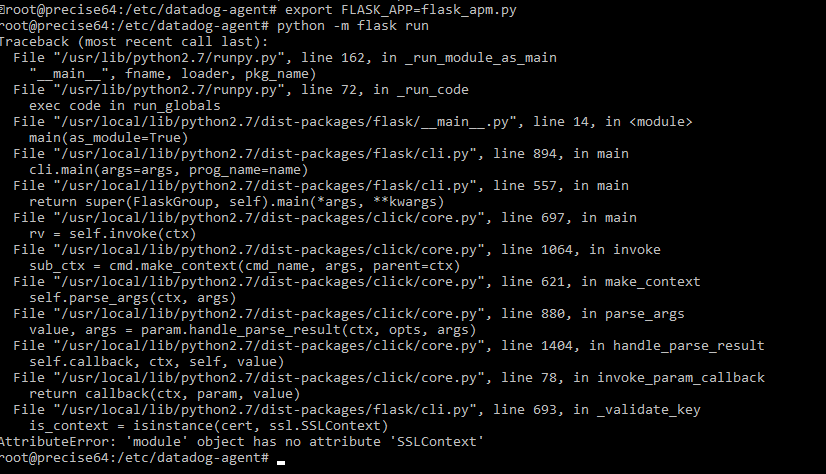 root@precise64:/etc/datadog-agent# export FLASK_APP=flask_apm.py
root@precise64:/etc/datadog-agent# python -m flask run
Traceback (most recent call last):
  File "/usr/lib/python2.7/runpy.py", line 162, in _run_module_as_main
    "__main__", fname, loader, pkg_name)
  File "/usr/lib/python2.7/runpy.py", line 72, in _run_code
    exec code in run_globals
  File "/usr/local/lib/python2.7/dist-packages/flask/__main__.py", line 14, in <module>
    main(as_module=True)
  File "/usr/local/lib/python2.7/dist-packages/flask/cli.py", line 894, in main
    cli.main(args=args, prog_name=name)
  File "/usr/local/lib/python2.7/dist-packages/flask/cli.py", line 557, in main
    return super(FlaskGroup, self).main(*args, **kwargs)
  File "/usr/local/lib/python2.7/dist-packages/click/core.py", line 697, in main
    rv = self.invoke(ctx)
  File "/usr/local/lib/python2.7/dist-packages/click/core.py", line 1064, in invoke
    sub_ctx = cmd.make_context(cmd_name, args, parent=ctx)
  File "/usr/local/lib/python2.7/dist-packages/click/core.py", line 621, in make_context
    self.parse_args(ctx, args)
  File "/usr/local/lib/python2.7/dist-packages/click/core.py", line 880, in parse_args
    value, args = param.handle_parse_result(ctx, opts, args)
  File "/usr/local/lib/python2.7/dist-packages/click/core.py", line 1404, in handle_parse_result
    self.callback, ctx, self, value)
  File "/usr/local/lib/python2.7/dist-packages/click/core.py", line 78, in invoke_param_callback
    return callback(ctx, param, value)
  File "/usr/local/lib/python2.7/dist-packages/flask/cli.py", line 693, in _validate_key
    is_context = isinstance(cert, ssl.SSLContext)
AttributeError: 'module' object has no attribute 'SSLContext'
root@precise64:/etc/datadog-agent#